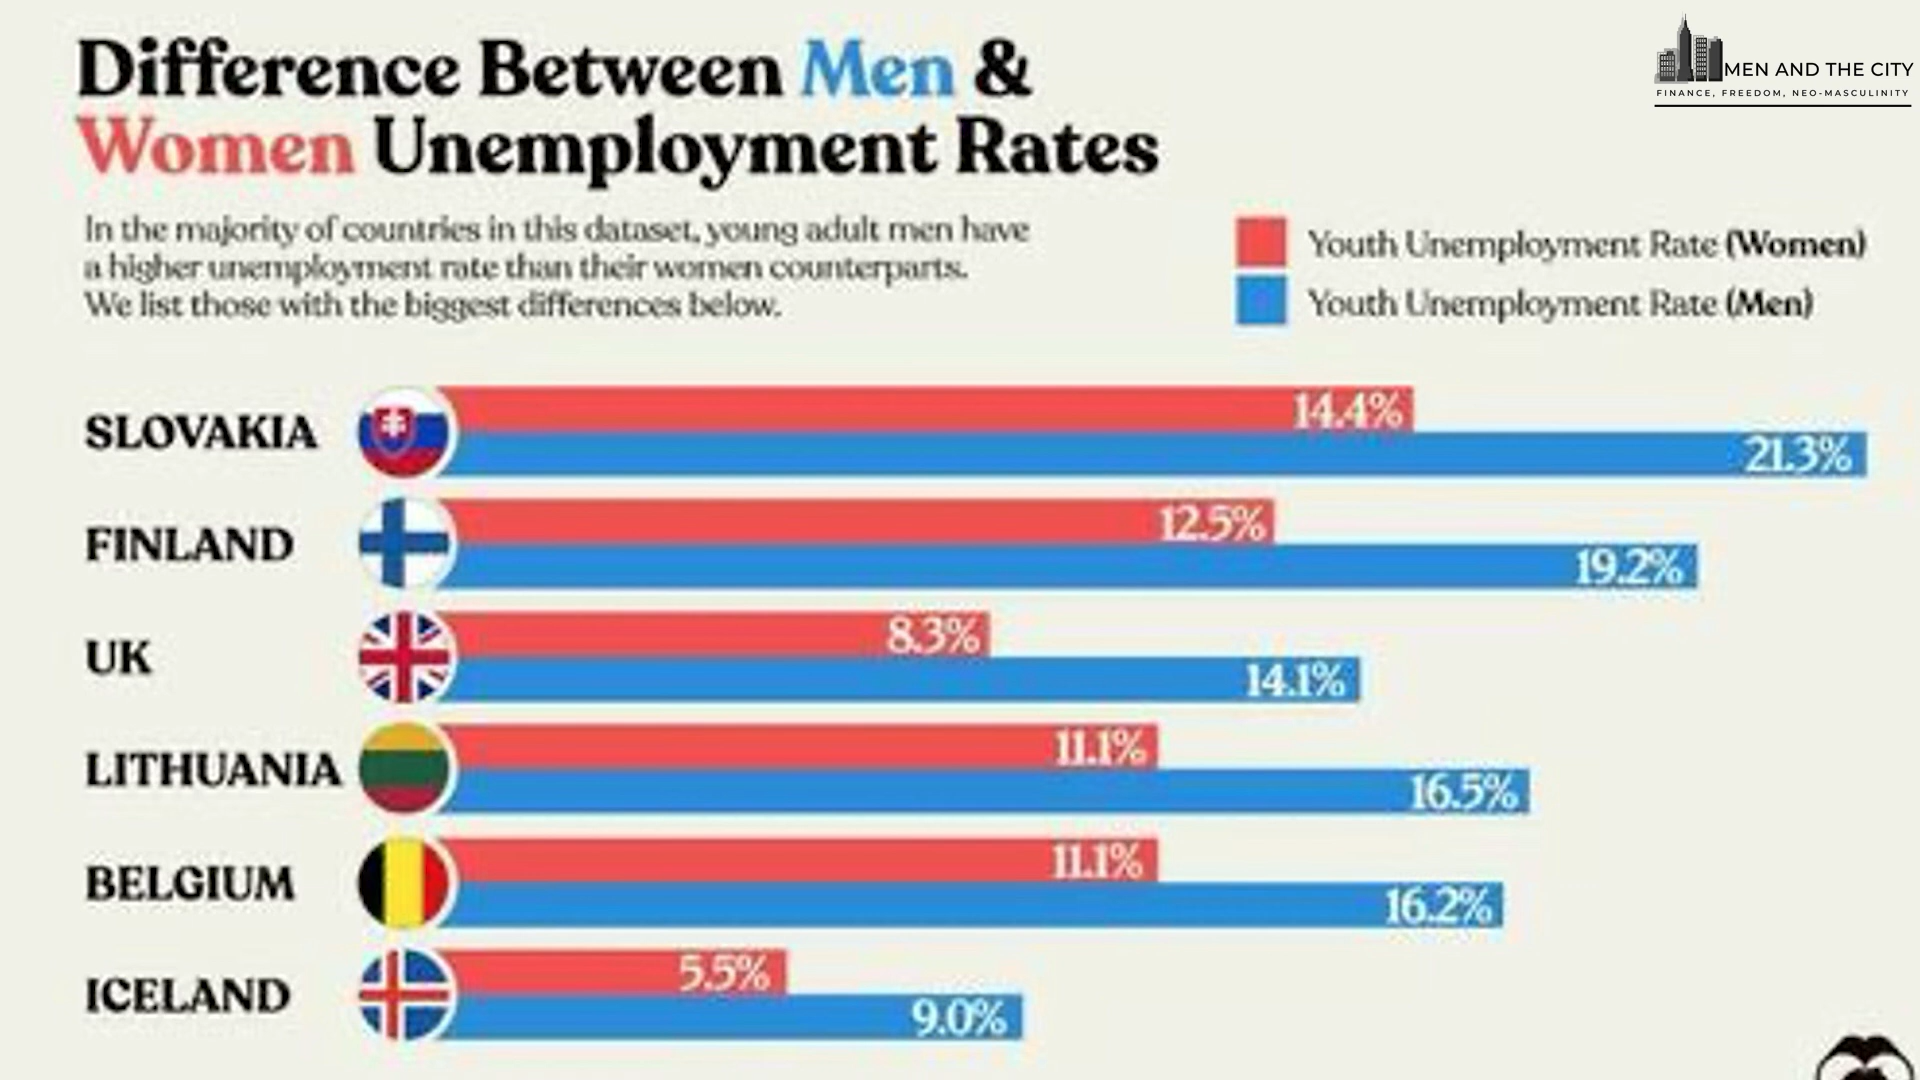 MEN AND THE CITY
FINANCE, FREEDOM, NEO-MASCULINITY
Difference Between Men &
Women Unemployment Rates
In the majority of countries in this dataset, young adult men have
a higher unemployment rate than their women counterparts.
We list those with the biggest differences below.
Youth Unemployment Rate (Women)
Youth Unemployment Rate (Men)
SLOVAKIA
14.4%
21.3%
FINLAND
12.5%
19.2%
UK
8.3%
14.1%
LITHUANIA
11.1%
16.5%
BELGIUM
11.1%
16.2%
ICELAND
5.5%
9.0%